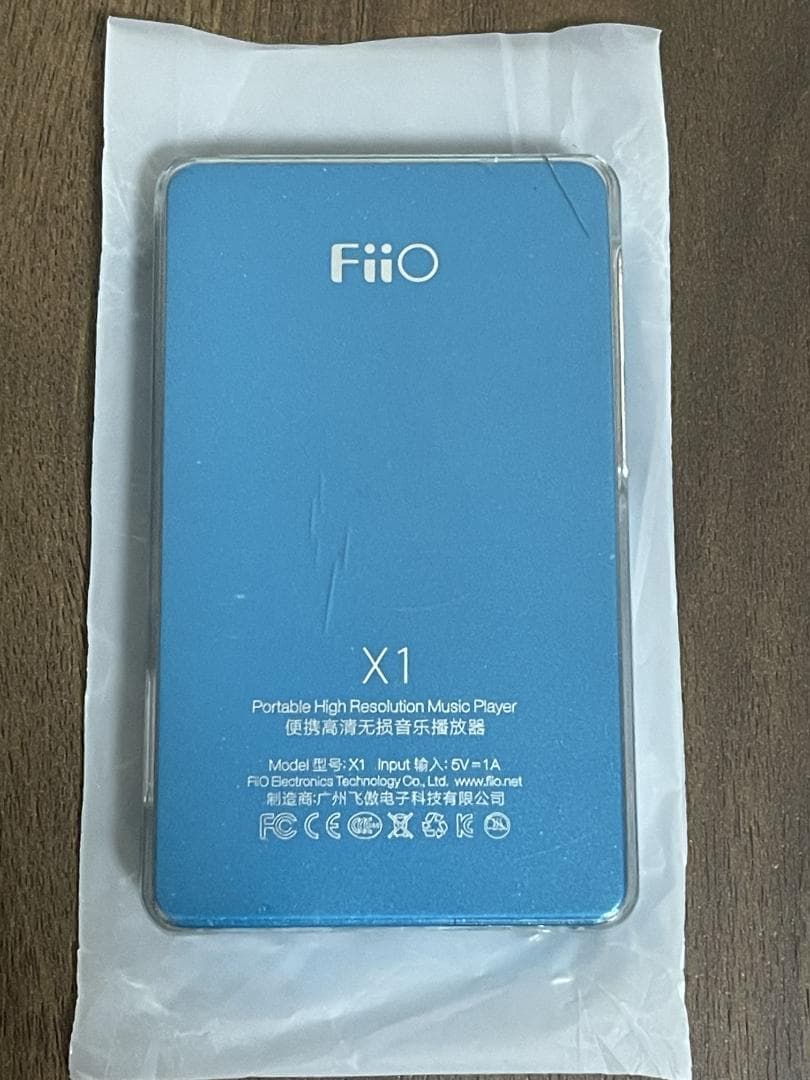 FiiO
X1
Portable High Resolution Music Player
便携高清无损音乐播放器
Model 型号: X1 Input 输入: 5V=1A
FiiO Electronics Technology Co., Ltd. www.fiio.net
制造商:广州飞傲电子科技有限公司
FC CE